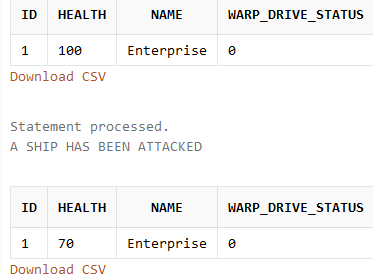 ID HEALTH NAME WARP_DRIVE_STATUS
1 100 Enterprise 0
Download CSV
Statement processed.
A SHIP HAS BEEN ATTACKED
ID HEALTH NAME WARP_DRIVE_STATUS
1 70 Enterprise 0
Download CSV